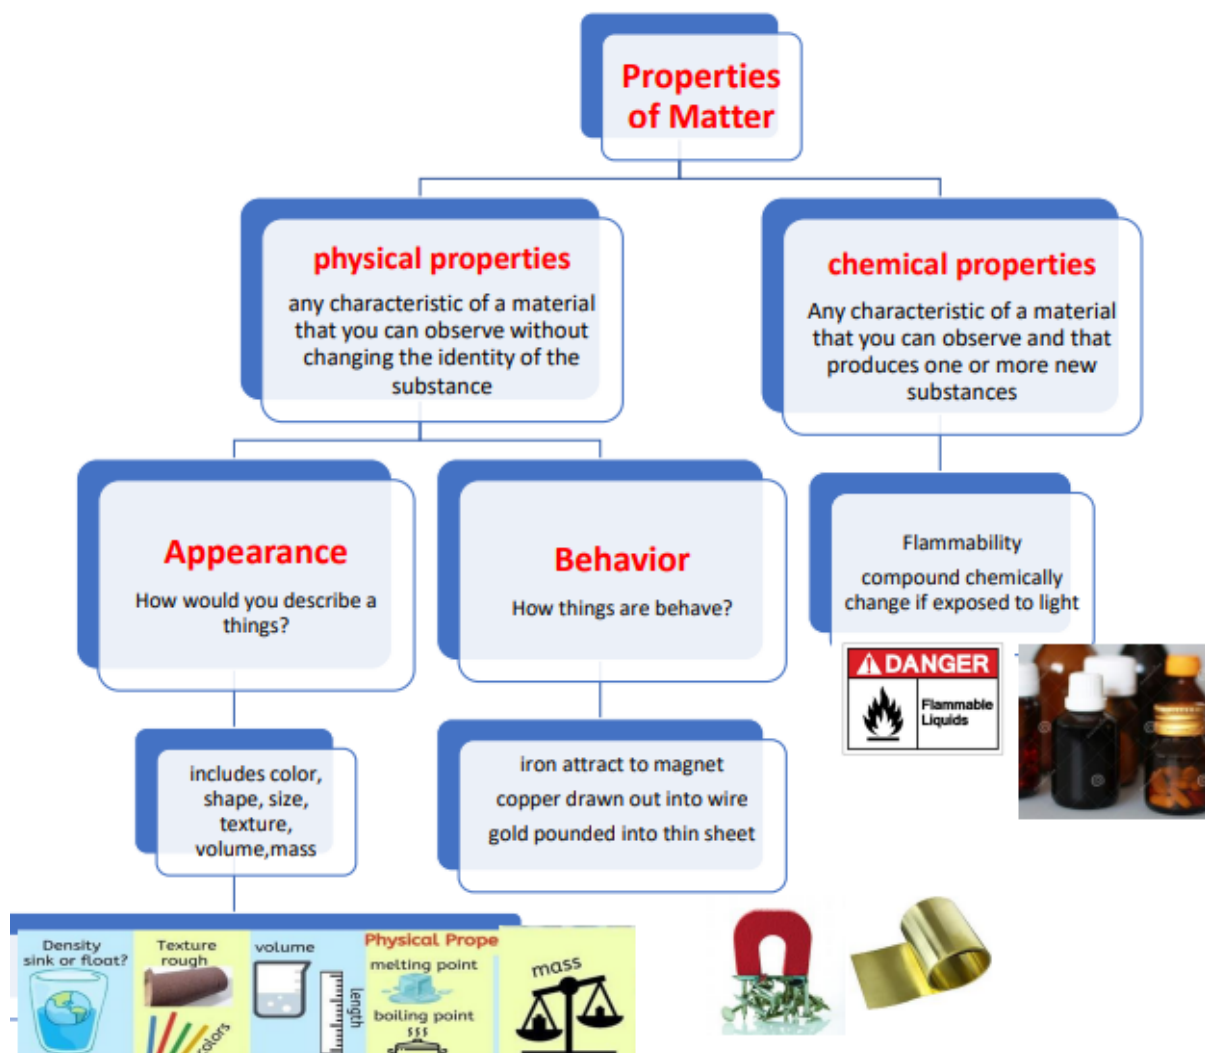 Properties
of Matter
physical properties
any characteristic of a material
that you can observe without
changing the identity of the
substance
chemical properties
Any characteristic of a material
that you can observe and that
produces one or more new
substances
Appearance
How would you describe a
things?
Behavior
How things are behave?
Flammability
compound chemically
change if exposed to light
DANGER
Flammable
Liquids
includes color,
shape, size,
texture,
volume,mass
iron attract to magnet
copper drawn out into wire
gold pounded into thin sheet
Density
sink or float?
Texture
rough
colors
volume
length
Physical Prope
melting point
boiling point
mass